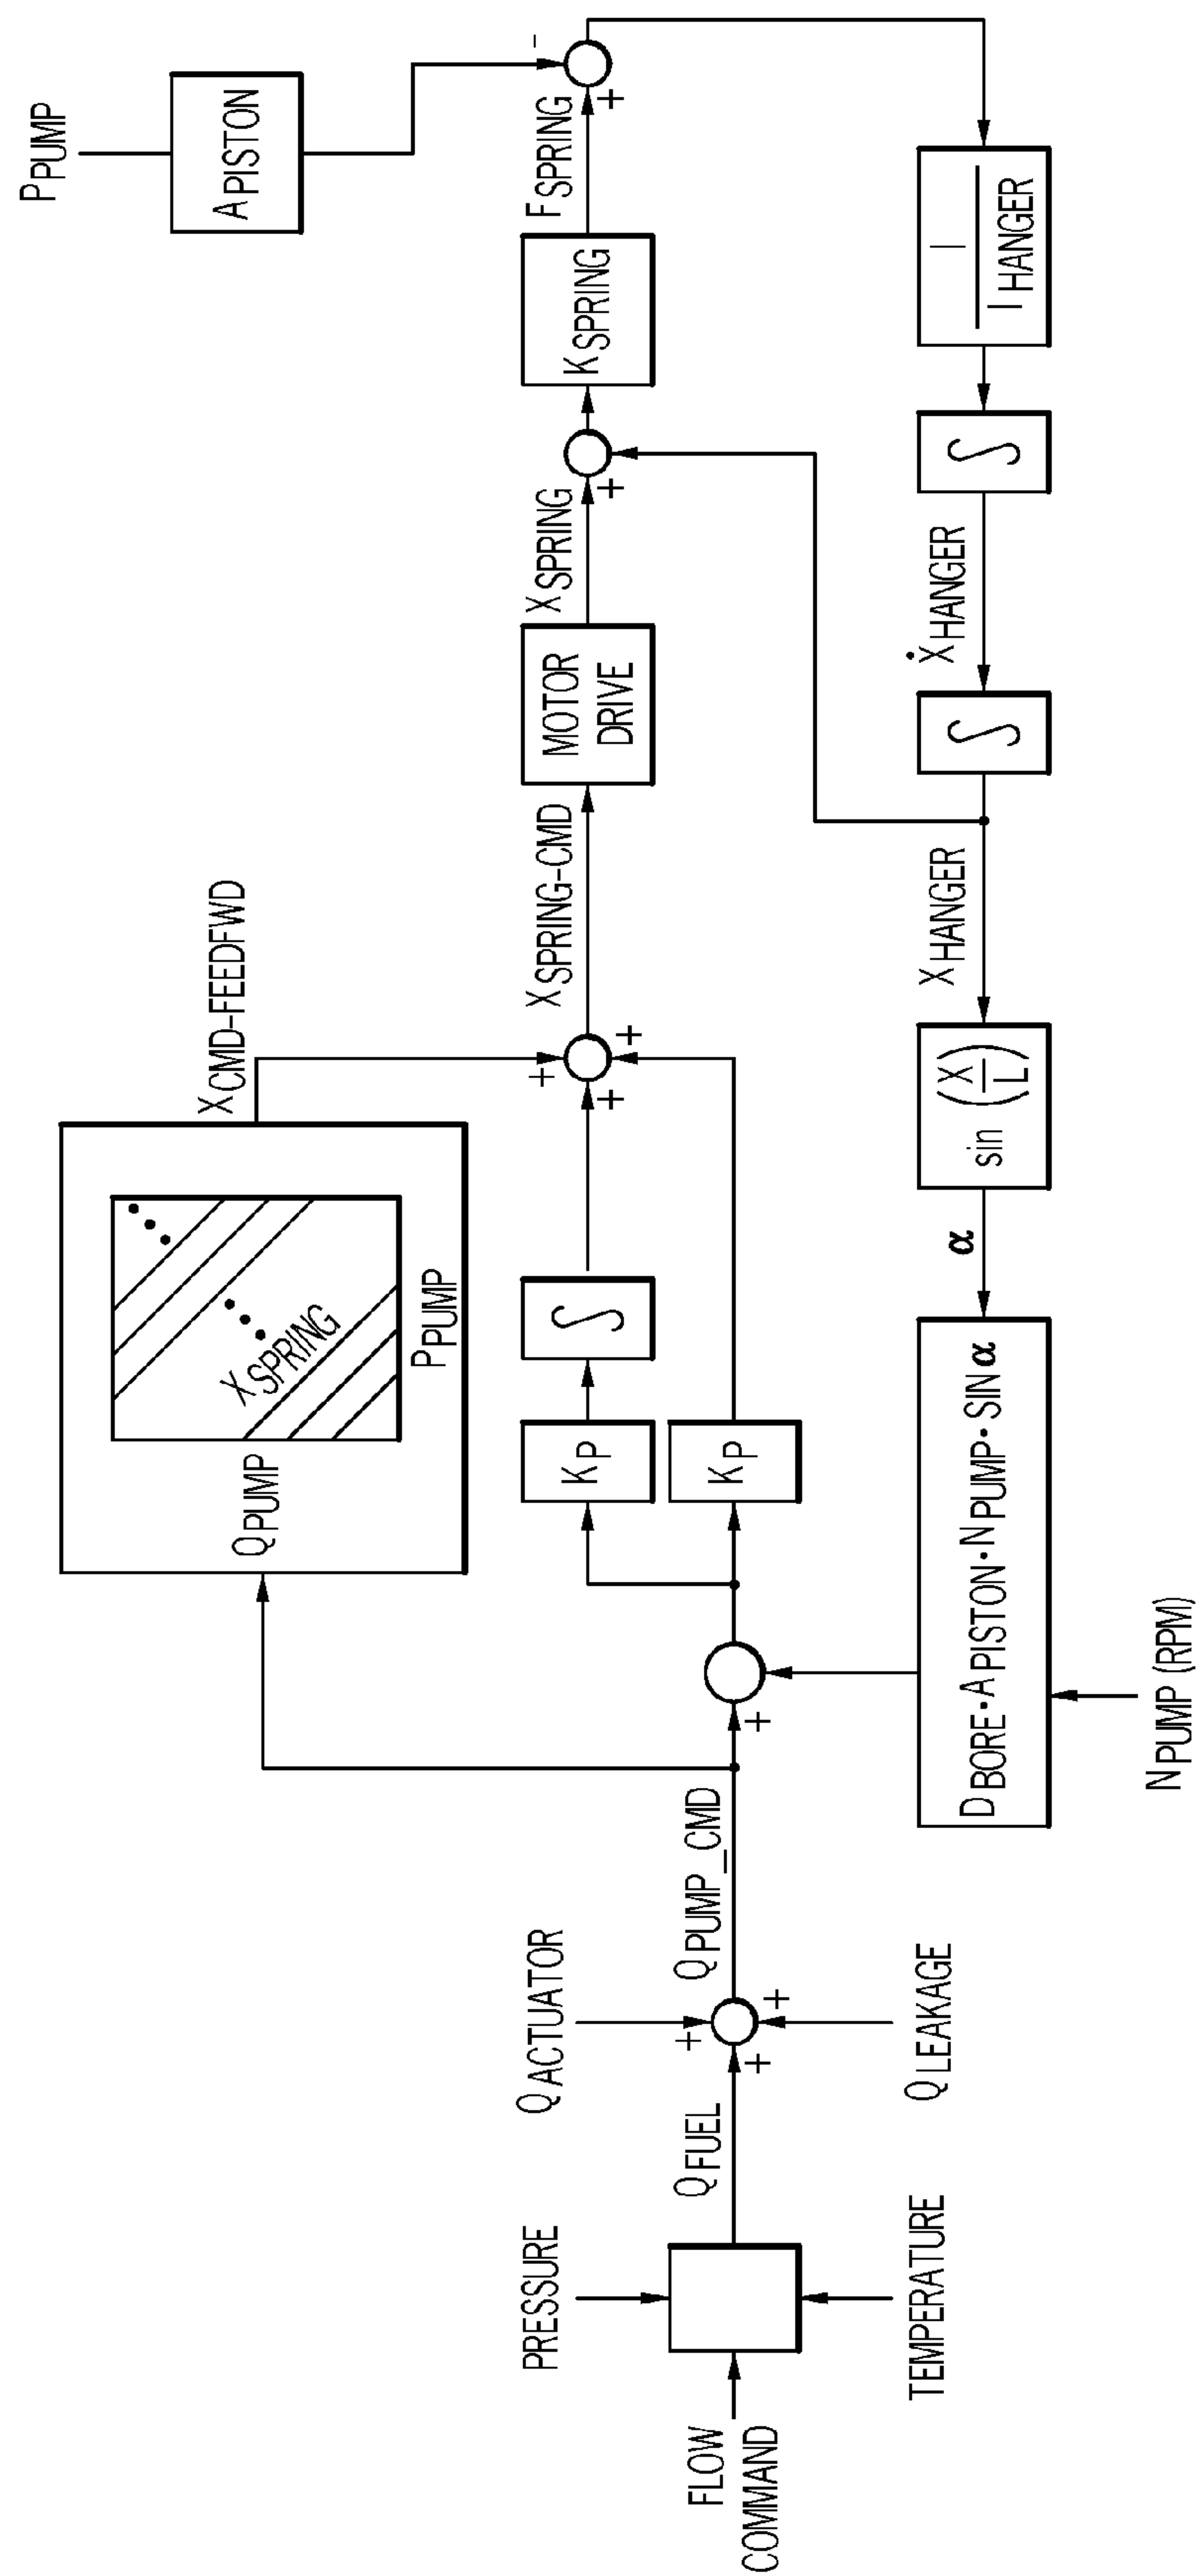 FLOW
COMMAND
PRESSURE
TEMPERATURE
QFUEL
QACTUATOR
QLEAKAGE
QPUMP_CMD
+
+
+
+
QPUMP
XSPRING
PPUMP
XCMD-FEEDFWD
KP
∫
KP
+
+
+
XSPRING-CMD
MOTOR
DRIVE
XSPRING
+
KSPRING
FSPRING
+
-
PPUMP
APISTON
1
IHANGER
∫
ẊHANGER
∫
XHANGER
sin (X/L)
α
DBORE·APISTON·NPUMP·SIN α
NPUMP (RPM)